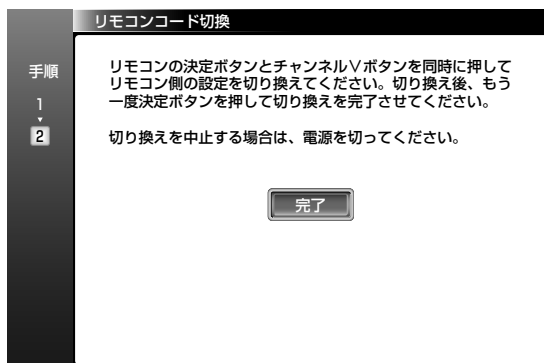 リモコンコード切換
手順
1
2
リモコンの決定ボタンとチャンネル∨ボタンを同時に押して
リモコン側の設定を切り換えてください。切り換え後、もう
一度決定ボタンを押して切り換えを完了させてください。
切り換えを中止する場合は、電源を切ってください。
完了